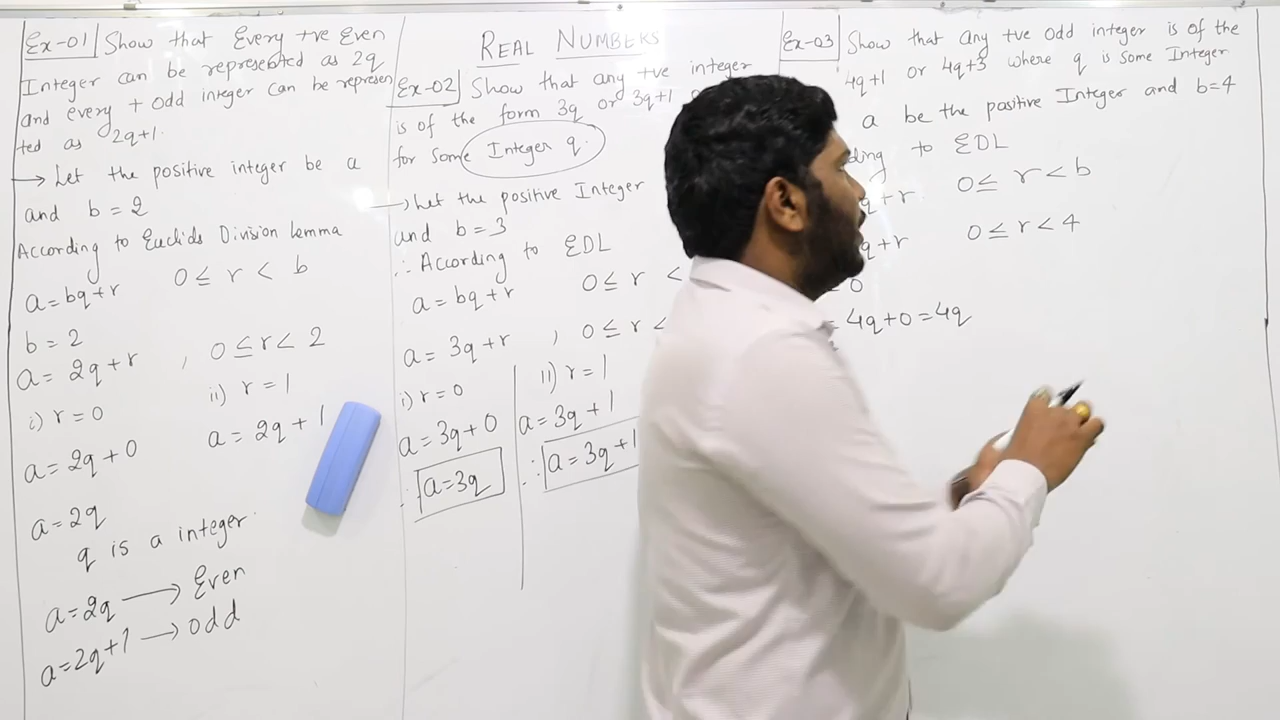 Ex-01 Show that Every +ve Even
Integer can be represented as 2q
and every + odd integer can be represen
ted as 2q+1.
→ Let the positive integer be a
and b = 2
According to Euclids Division lemma
a = bq+r 0 ≤ r < b
b = 2
a = 2q+r , 0 ≤ r < 2
i) r = 0 ii) r = 1
a = 2q+0 a = 2q+1
a = 2q
q is a integer.
a = 2q → Even
a = 2q+1 → odd
REAL NUMBERS
Ex-02 Show that any +ve integer
is of the form 3q or 3q+1
for some Integer q.
→ Let the positive Integer
and b = 3
∴ According to EDL
a = bq+r 0 ≤ r <
a = 3q+r , 0 ≤ r <
i) r = 0 ii) r = 1
a = 3q+0 a = 3q+1
∴ a = 3q ∴ a = 3q+1
Ex-03 Show that any +ve odd integer is of the
4q+1 or 4q+3 where q is some Integer
a be the positive Integer and b=4
ding to EDL
q+r 0 ≤ r < b
q+r 0 ≤ r < 4
= 0
= 4q+0 = 4q